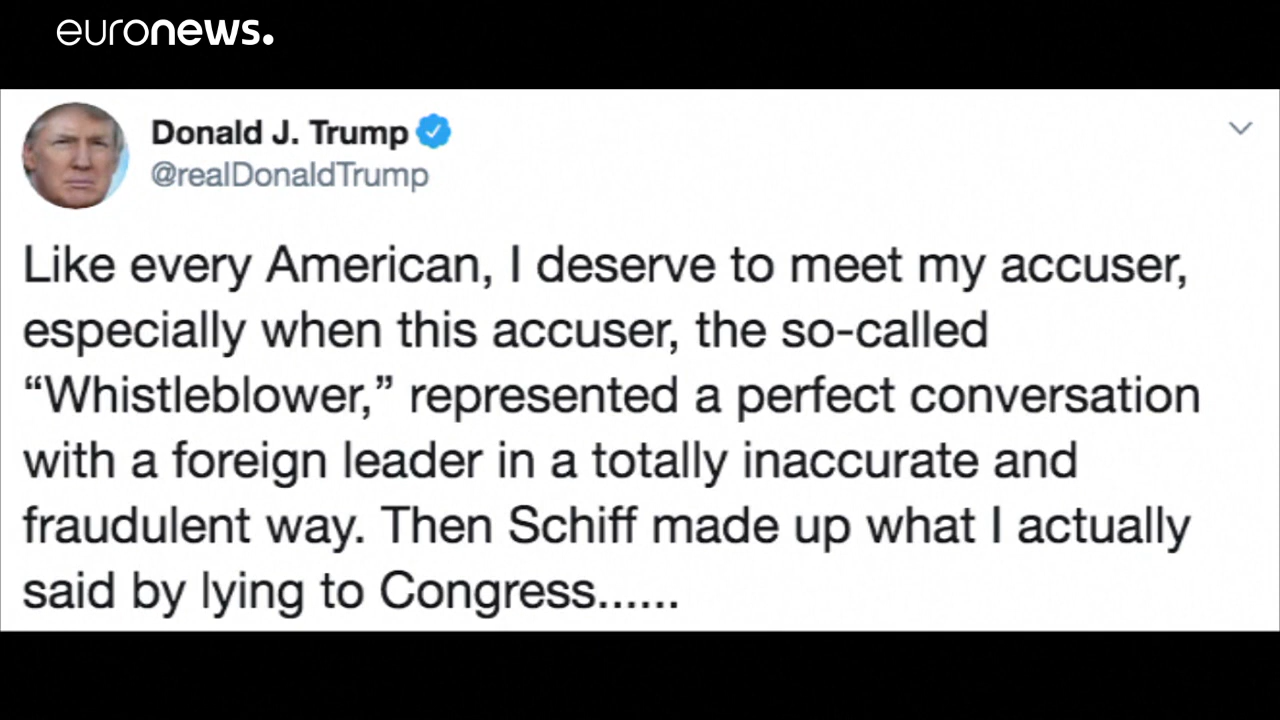 euronews.
Donald J. Trump
@realDonaldTrump
Like every American, I deserve to meet my accuser,
especially when this accuser, the so-called
“Whistleblower,” represented a perfect conversation
with a foreign leader in a totally inaccurate and
fraudulent way. Then Schiff made up what I actually
said by lying to Congress......